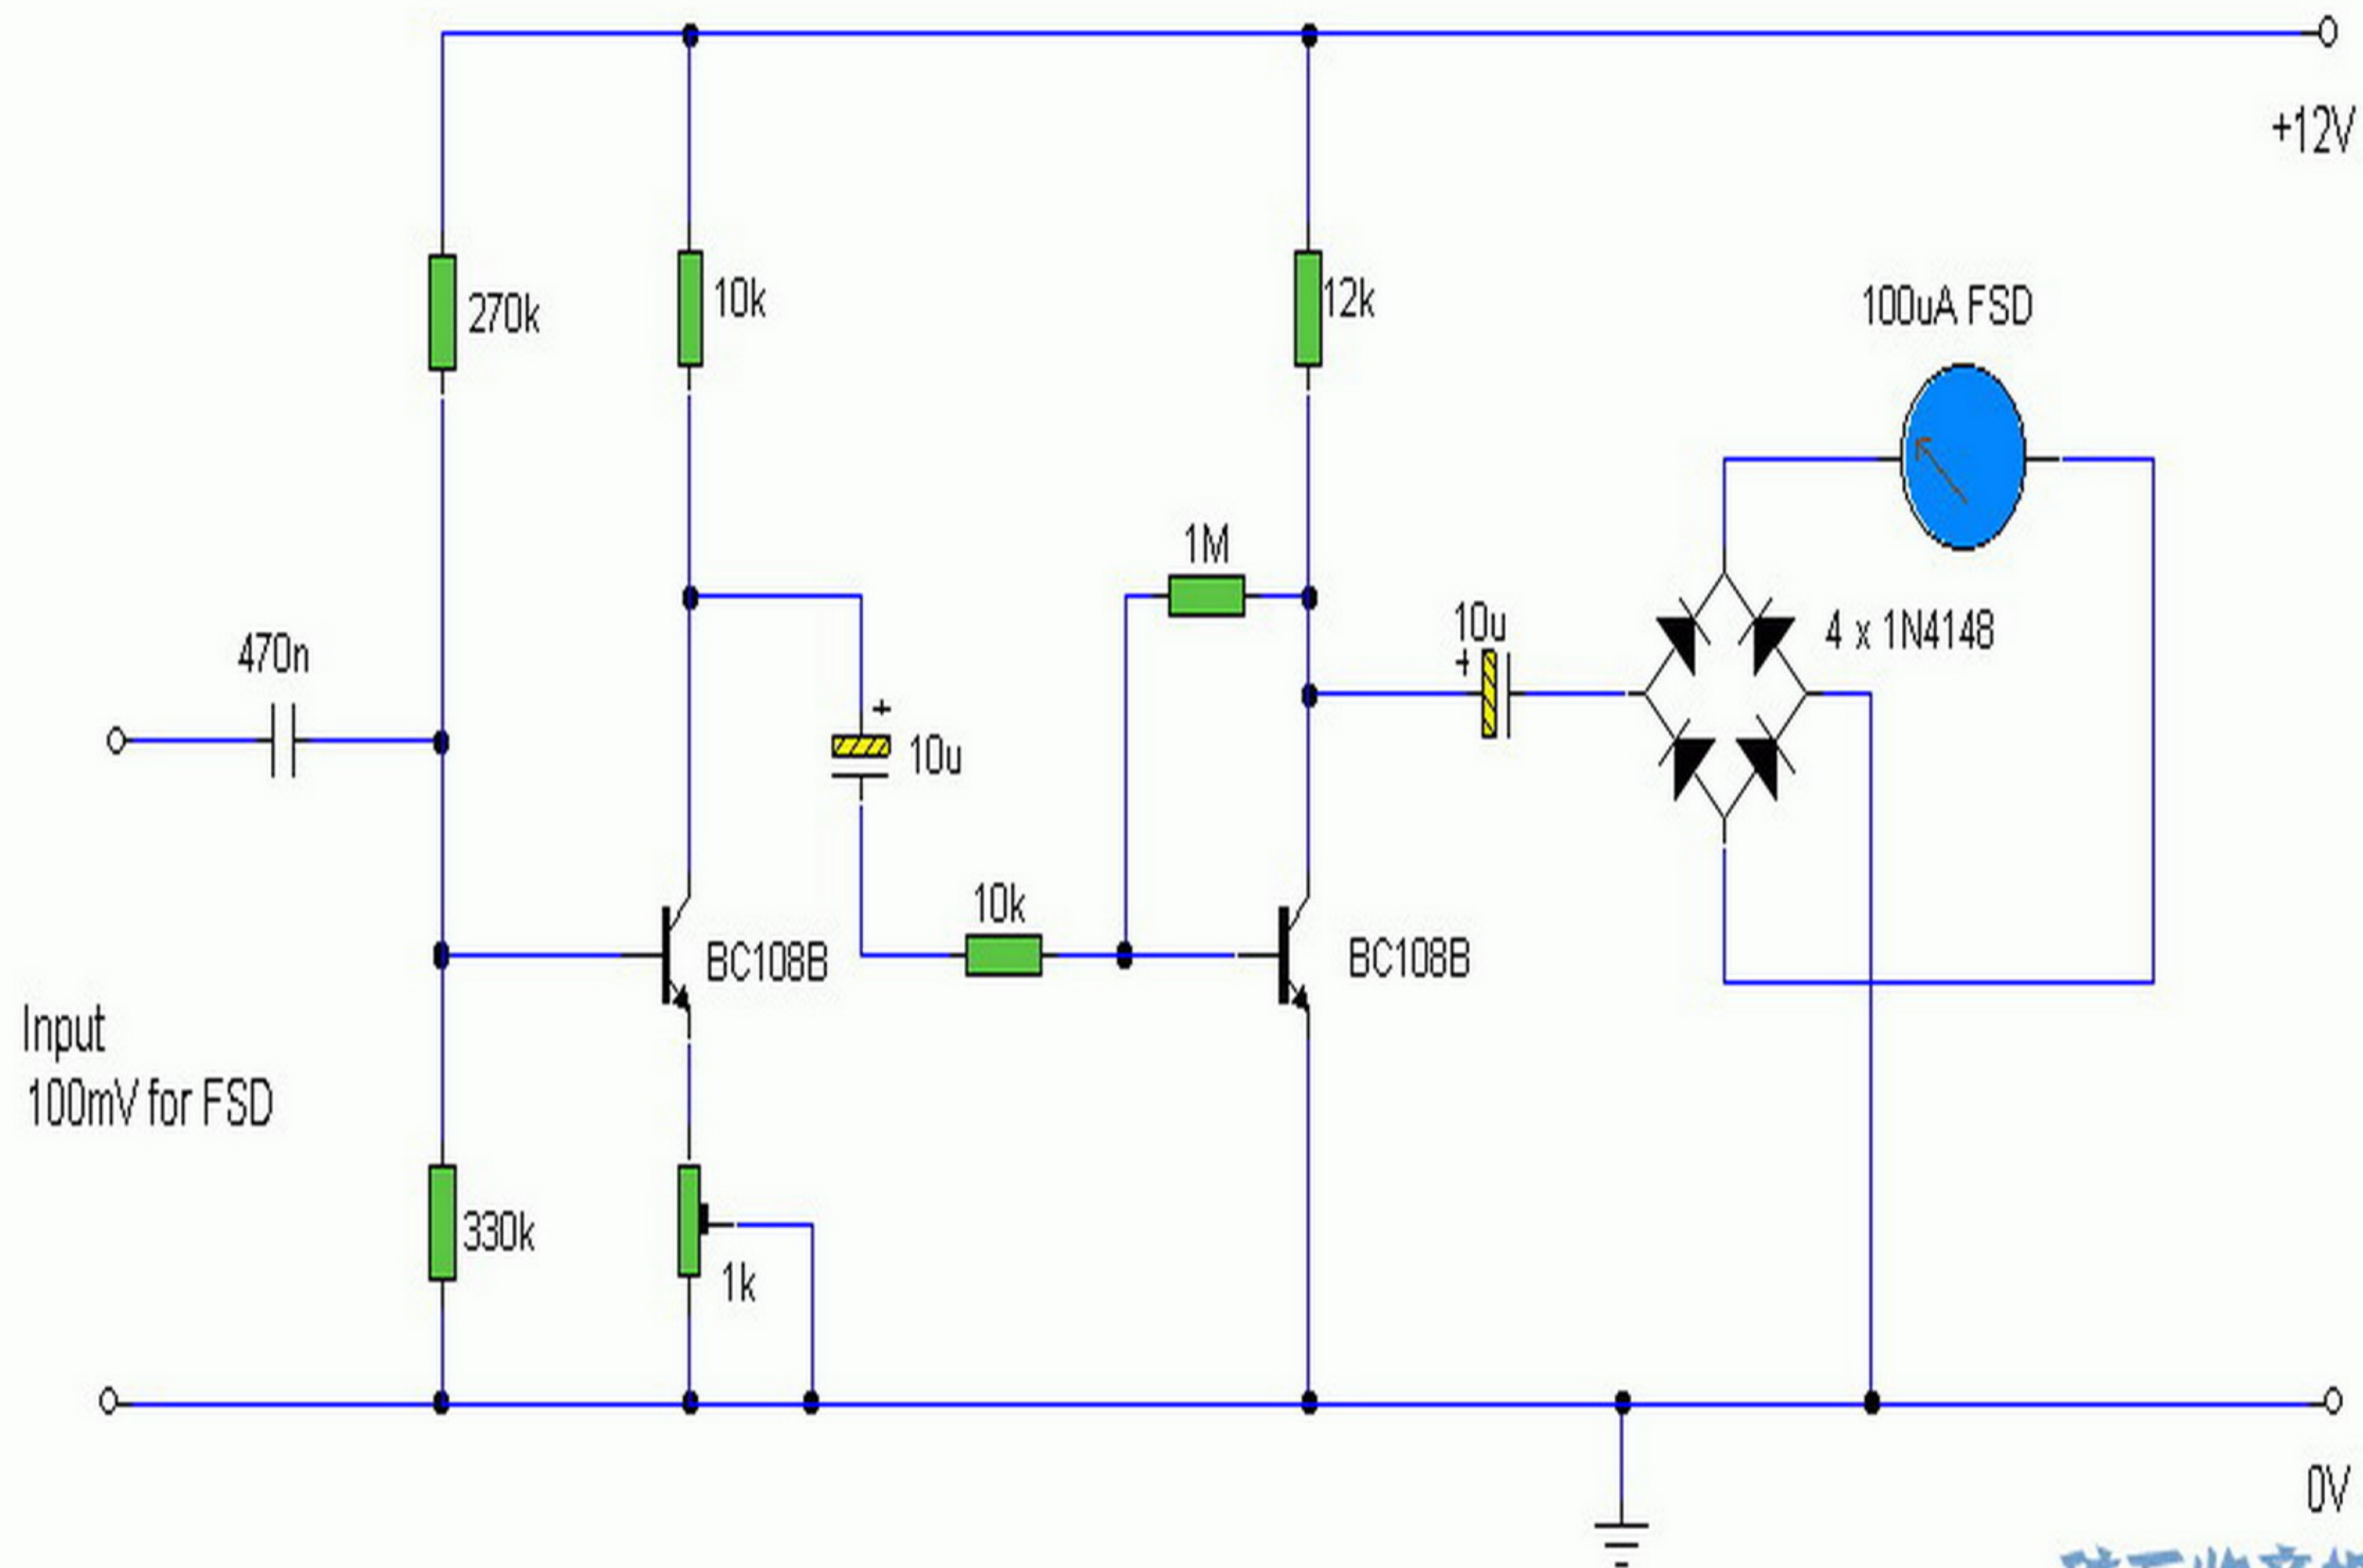 +12V
270k
10k
12k
100uA FSD
1M
10u
+
4 x 1N4148
470n
+
10u
10k
BC108B
BC108B
Input
100mV for FSD
330k
1k
0V